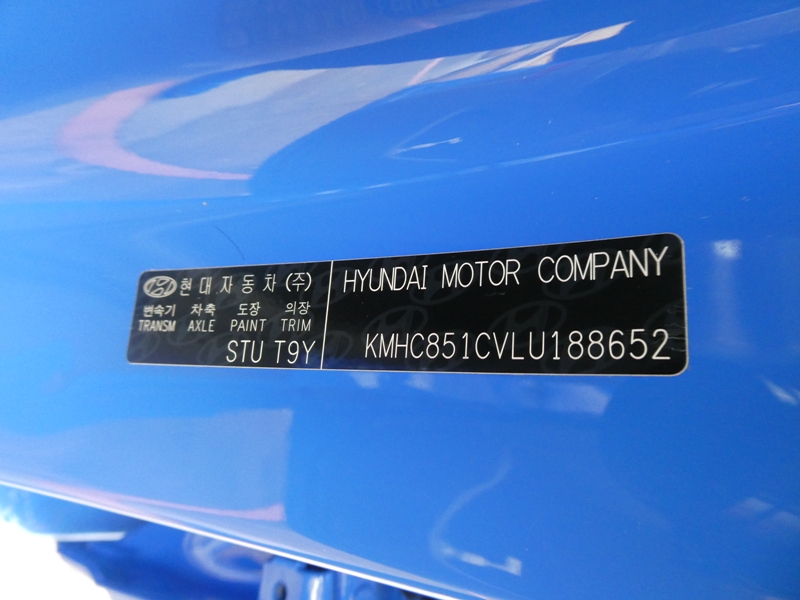 현대자동차(주)
변속기 차축 도장 의장
TRANSM AXLE PAINT TRIM
STU T9Y
HYUNDAI MOTOR COMPANY
KMHC851CVLU188652